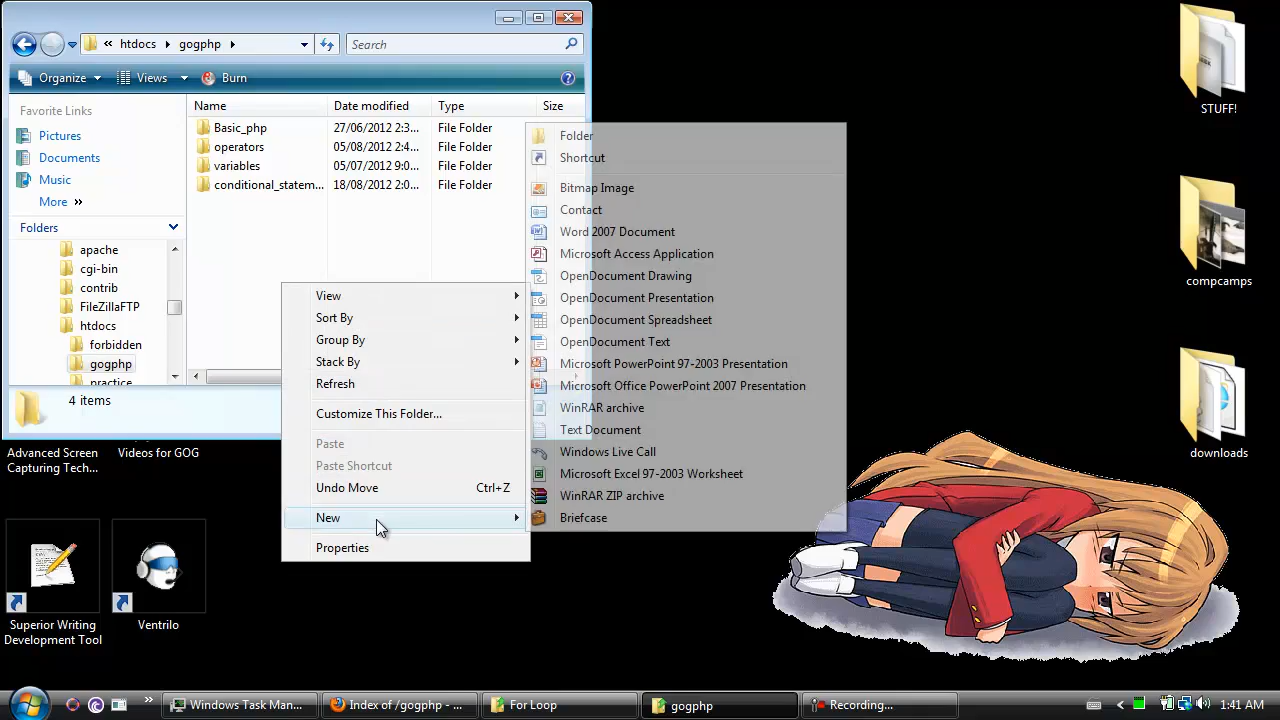 htdocs gogphp
Search
Organize Views Burn
Favorite Links
Pictures
Documents
Music
More
Folders
apache
cgi-bin
contrib
FileZillaFTP
htdocs
forbidden
gogphp
practice
Name Date modified Type Size
Basic_php 27/06/2012 2:3... File Folder
operators 05/08/2012 2:4... File Folder
variables 05/07/2012 9:0... File Folder
conditional_statem... 18/08/2012 2:0... File Folder
4 items
View
Sort By
Group By
Stack By
Refresh
Customize This Folder...
Paste
Paste Shortcut
Undo Move Ctrl+Z
New
Properties
Folder
Shortcut
Bitmap Image
Contact
Word 2007 Document
Microsoft Access Application
OpenDocument Drawing
OpenDocument Presentation
OpenDocument Spreadsheet
OpenDocument Text
Microsoft PowerPoint 97-2003 Presentation
Microsoft Office PowerPoint 2007 Presentation
WinRAR archive
Text Document
Windows Live Call
Microsoft Excel 97-2003 Worksheet
WinRAR ZIP archive
Briefcase
STUFF!
compcamps
downloads
Advanced Screen
Capturing Tech...
Videos for GOG
Superior Writing
Development Tool
Ventrilo
Windows Task Man...
Index of /gogphp - ...
For Loop
gogphp
Recording...
1:41 AM